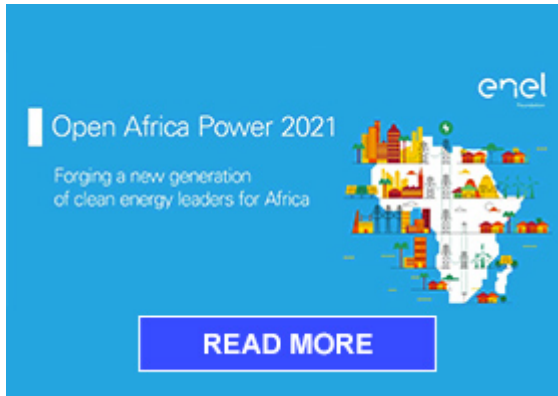 enel
Foundation
Open Africa Power 2021
Forging a new generation
of clean energy leaders for Africa
READ MORE